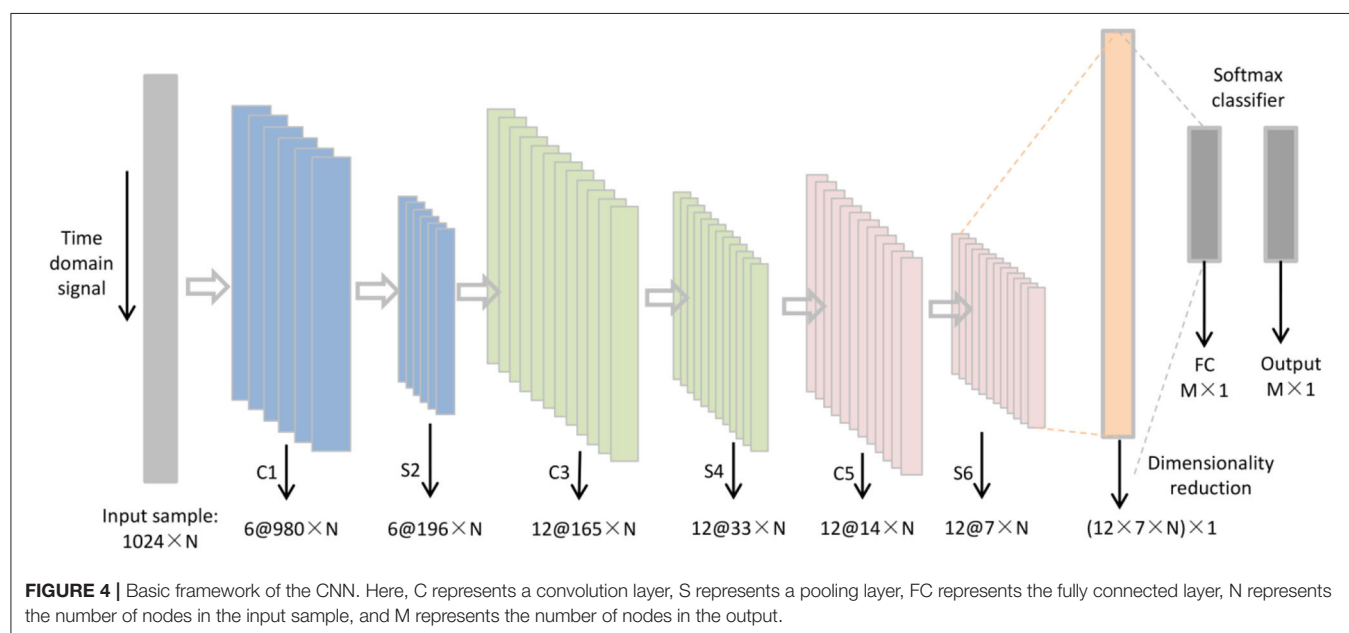 Softmax
classifier
Time
domain
signal
FC
M×1
Output
M×1
C1
S2
C3
S4
C5
S6
Dimensionality
reduction
Input sample:
1024×N
6@980×N
6@196×N
12@165×N
12@33×N
12@14×N
12@7×N
(12×7×N)×1
FIGURE 4 | Basic framework of the CNN. Here, C represents a convolution layer, S represents a pooling layer, FC represents the fully connected layer, N represents
the number of nodes in the input sample, and M represents the number of nodes in the output.